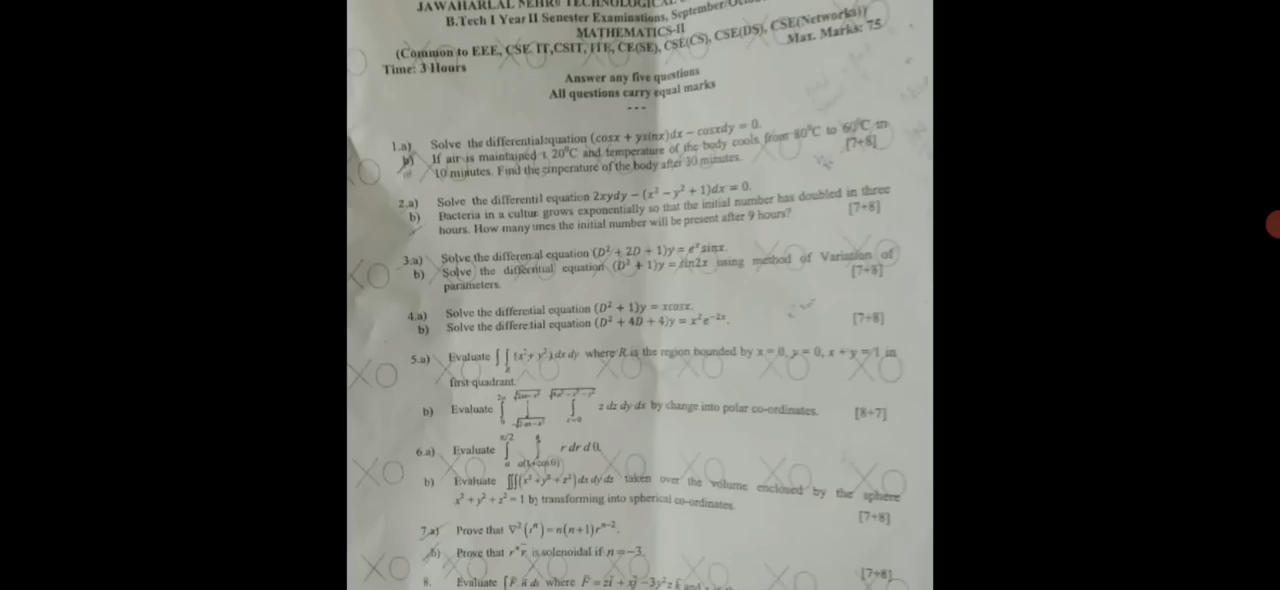 JAWAHARLAL NEHRU TECHNOLOGICAL
B.Tech I Year II Semester Examinations, September/
MATHEMATICS-II
(Common to EEE, CSE, IT,CSIT, ITE, CE(SE), CSE(CS), CSE(DS), CSE(Networks))
Time: 3 Hours Max. Marks: 75
Answer any five questions
All questions carry equal marks
---
1.a) Solve the differential equation (cosx + ysinx)dx − cosxdy = 0.
b) If air is maintained 20°C and temperature of the body cools from 80°C to 60°C in
10 minutes. Find the temperature of the body after 30 minutes. [7+8]
2.a) Solve the differential equation 2xydy − (x² − y² + 1)dx = 0.
b) Bacteria in a culture grows exponentially so that the initial number has doubled in three
hours. How many times the initial number will be present after 9 hours? [7+8]
3.a) Solve the differential equation (D² + 2D + 1)y = eˣ sinx.
b) Solve the differential equation (D² + 1)y = sin2x using method of Variation of
parameters. [7+8]
4.a) Solve the differential equation (D² + 1)y = xcosx.
b) Solve the differential equation (D² + 4D + 4)y = x²e⁻²ˣ. [7+8]
5.a) Evaluate ∫∫(x² + y²)dx dy where R is the region bounded by x = 0, y = 0, x + y = 1 in
R
first quadrant.
b) Evaluate ∫ ∫ ∫ z dz dy dx by change into polar co-ordinates. [8+7]
6.a) Evaluate ∫ ∫ r dr dθ.
b) Evaluate ∭(x² + y² + z²)dx dy dz taken over the volume enclosed by the sphere
x² + y² + z² = 1 by transforming into spherical co-ordinates. [7+8]
7.a) Prove that ∇²(rⁿ) = n(n+1)rⁿ⁻².
b) Prove that rⁿ r̄ is solenoidal if n = −3. [7+8]
8. Evaluate ∫F̄.n̄ ds where F̄ = zī + xj̄ − 3y²z k̄ and